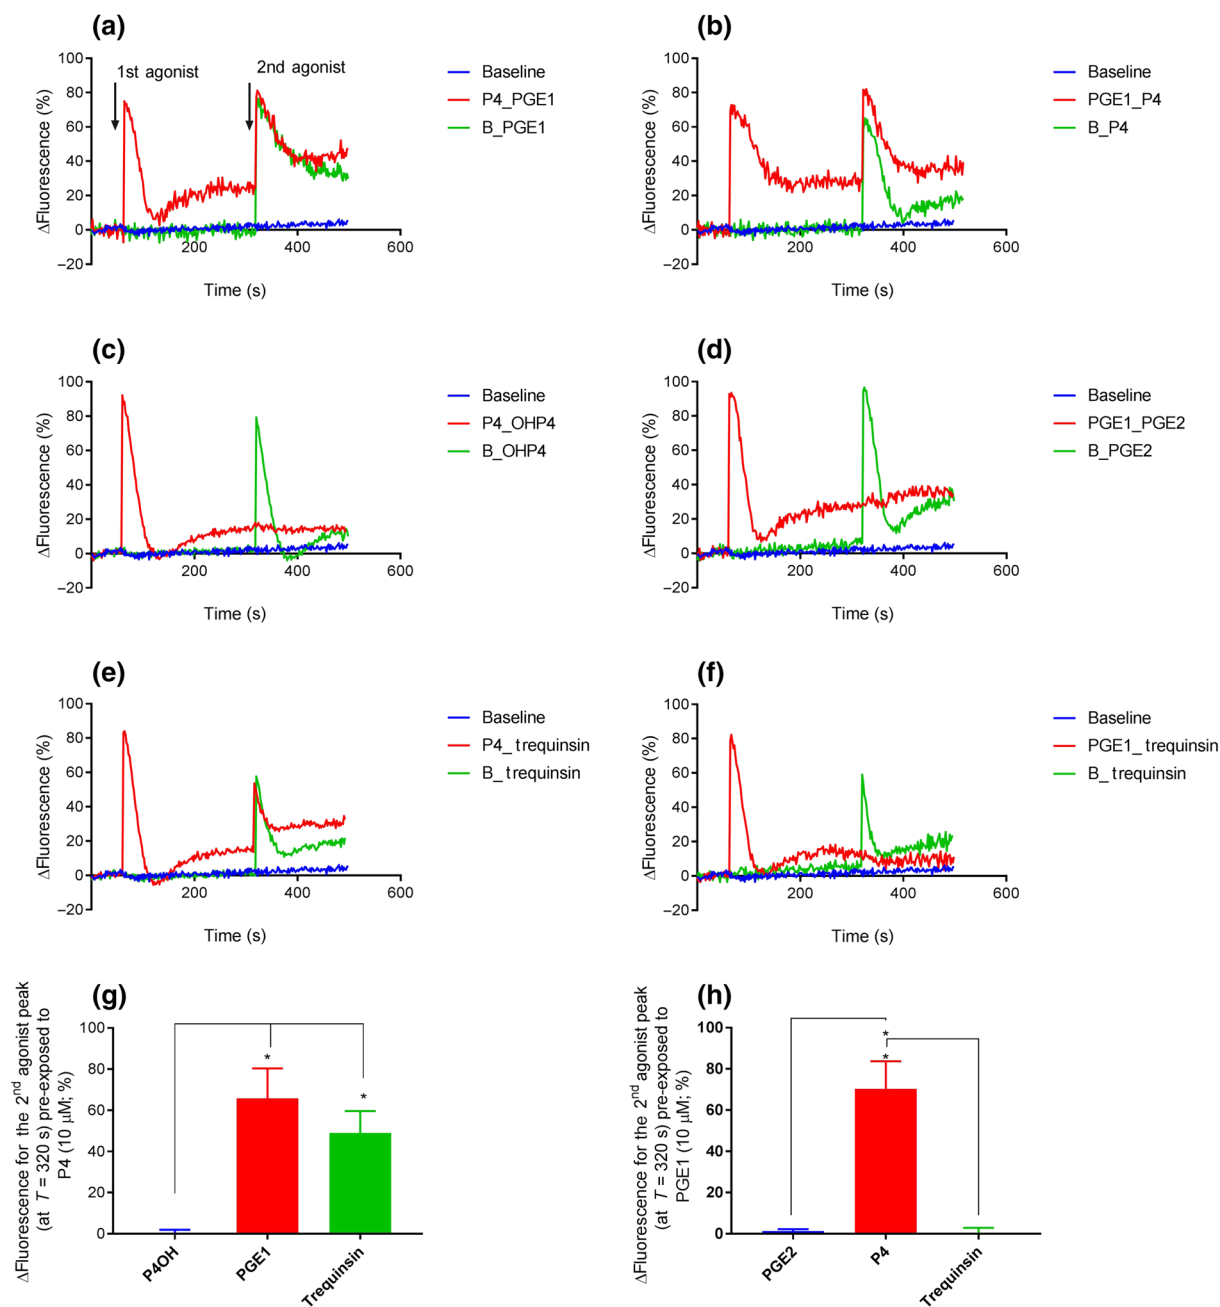 (a)
ΔFluorescence (%)
100
80
60
40
20
0
–20
1st agonist
2nd agonist
200
400
600
Time (s)
Baseline
P4_PGE1
B_PGE1
(b)
ΔFluorescence (%)
100
80
60
40
20
0
–20
200
400
600
Time (s)
Baseline
PGE1_P4
B_P4
(c)
ΔFluorescence (%)
100
80
60
40
20
0
–20
200
400
600
Time (s)
Baseline
P4_OHP4
B_OHP4
(d)
ΔFluorescence (%)
100
80
60
40
20
0
–20
200
400
600
Time (s)
Baseline
PGE1_PGE2
B_PGE2
(e)
ΔFluorescence (%)
100
80
60
40
20
0
–20
200
400
600
Time (s)
Baseline
P4_ trequinsin
B_ trequinsin
(f)
ΔFluorescence (%)
100
80
60
40
20
0
–20
200
400
600
Time (s)
Baseline
PGE1_ trequinsin
B_ trequinsin
(g)
ΔFluorescence for the 2nd agonist peak
(at T = 320 s) pre-exposed to
P4 (10 μM; %)
100
80
60
40
20
0
*
*
P4OH
PGE1
Trequinsin
(h)
ΔFluorescence for the 2nd agonist peak
(at T = 320 s) pre-exposed to
PGE1 (10 μM; %)
100
80
60
40
20
0
*
*
PGE2
P4
Trequinsin